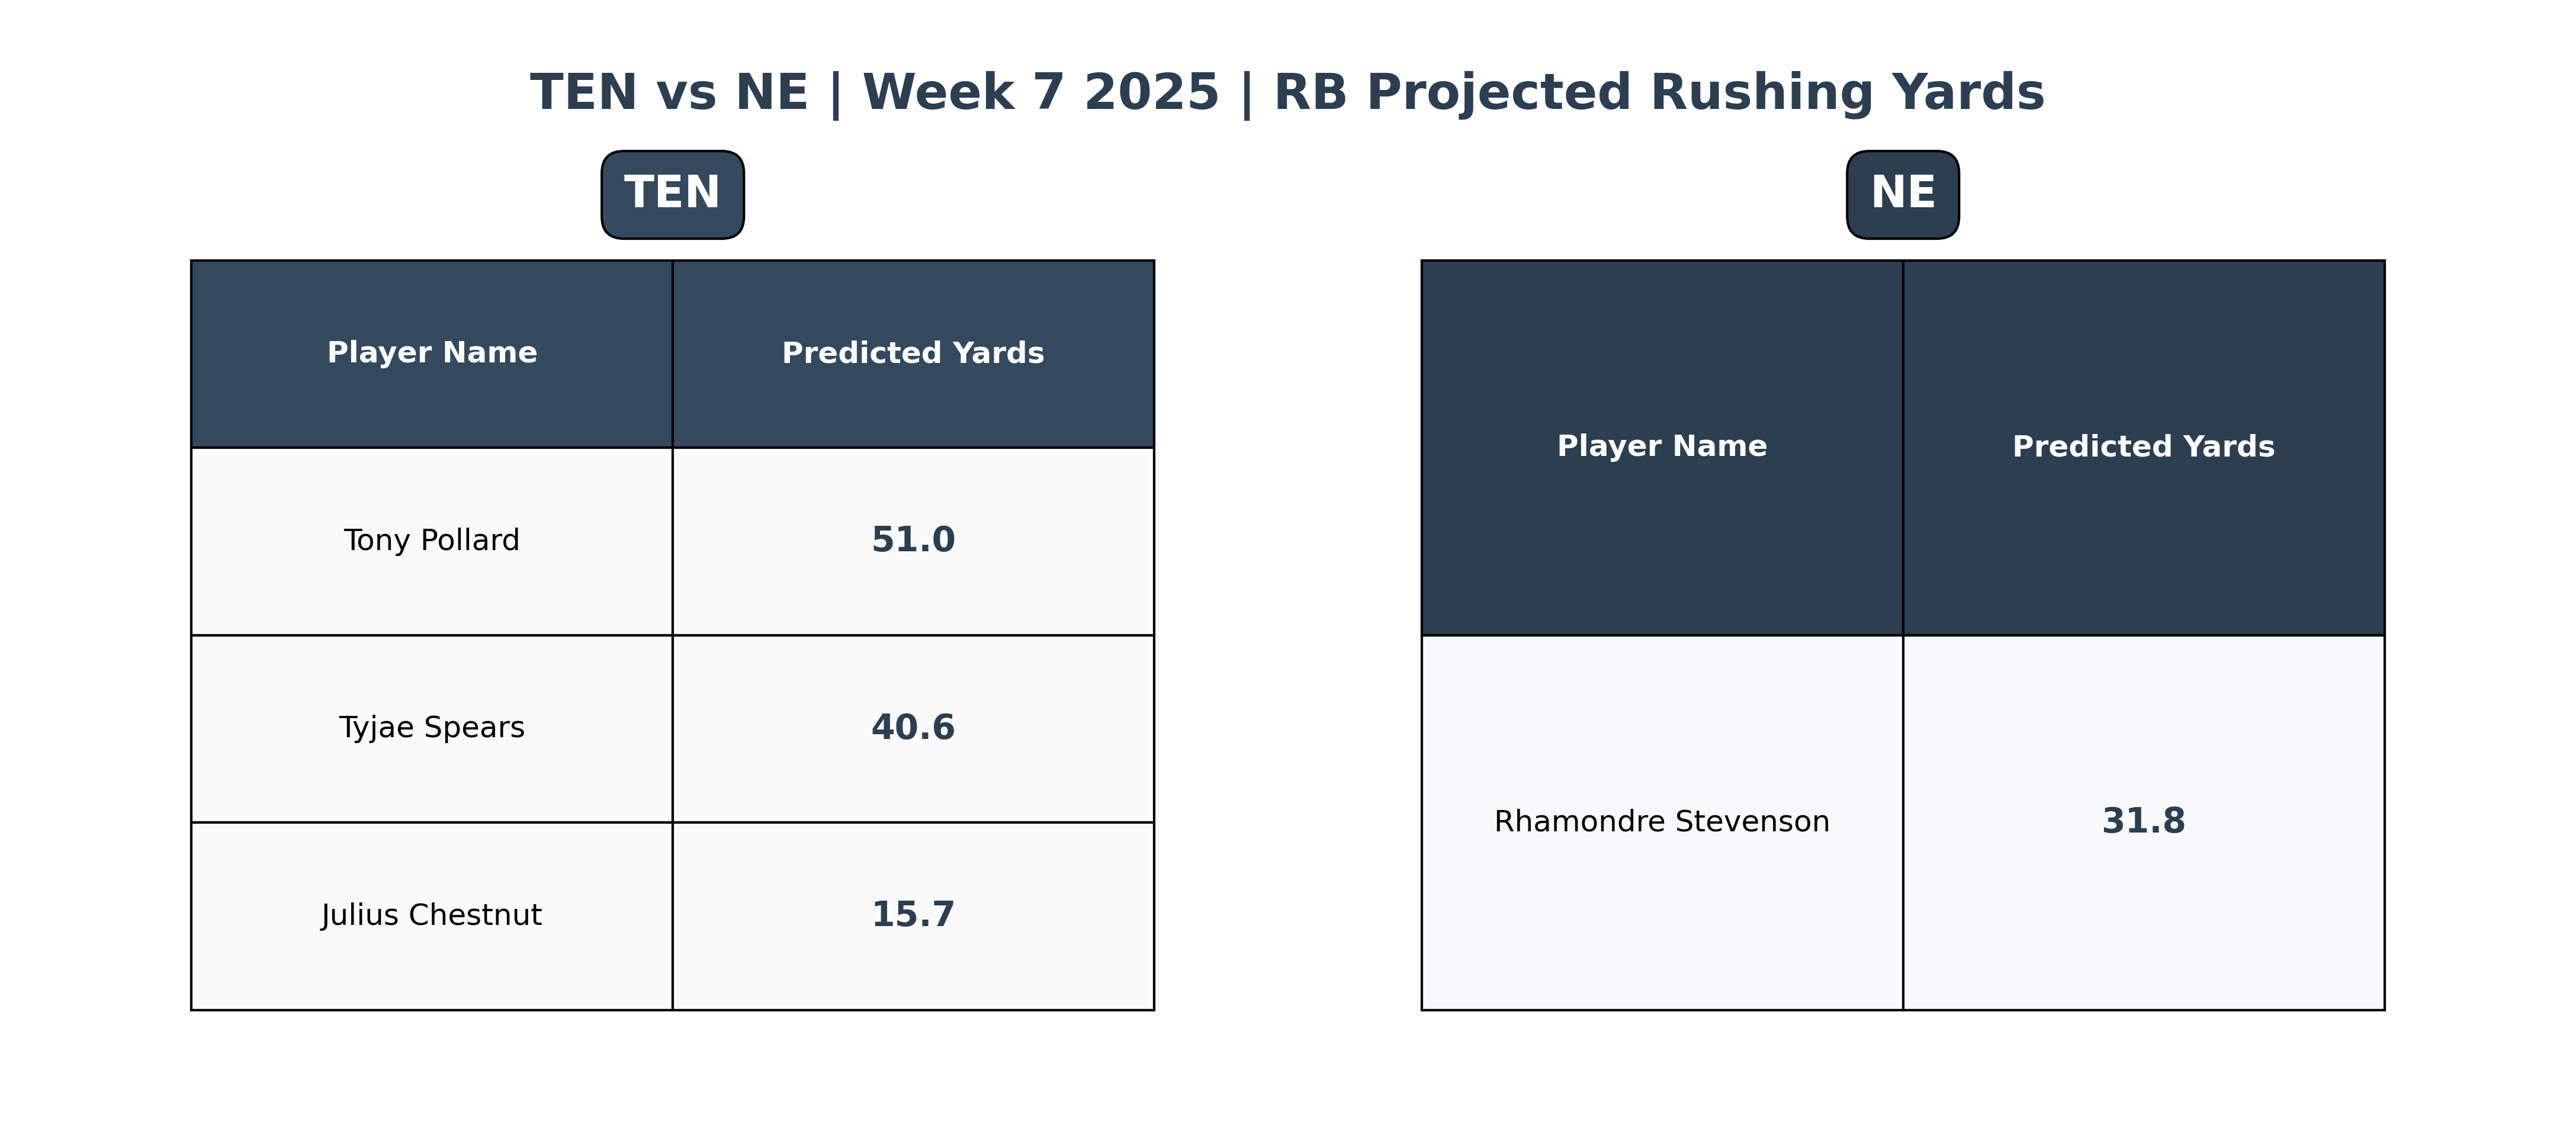 TEN vs NE | Week 7 2025 | RB Projected Rushing Yards
TEN
Player Name Predicted Yards
Tony Pollard 51.0
Tyjae Spears 40.6
Julius Chestnut 15.7
NE
Player Name Predicted Yards
Rhamondre Stevenson 31.8